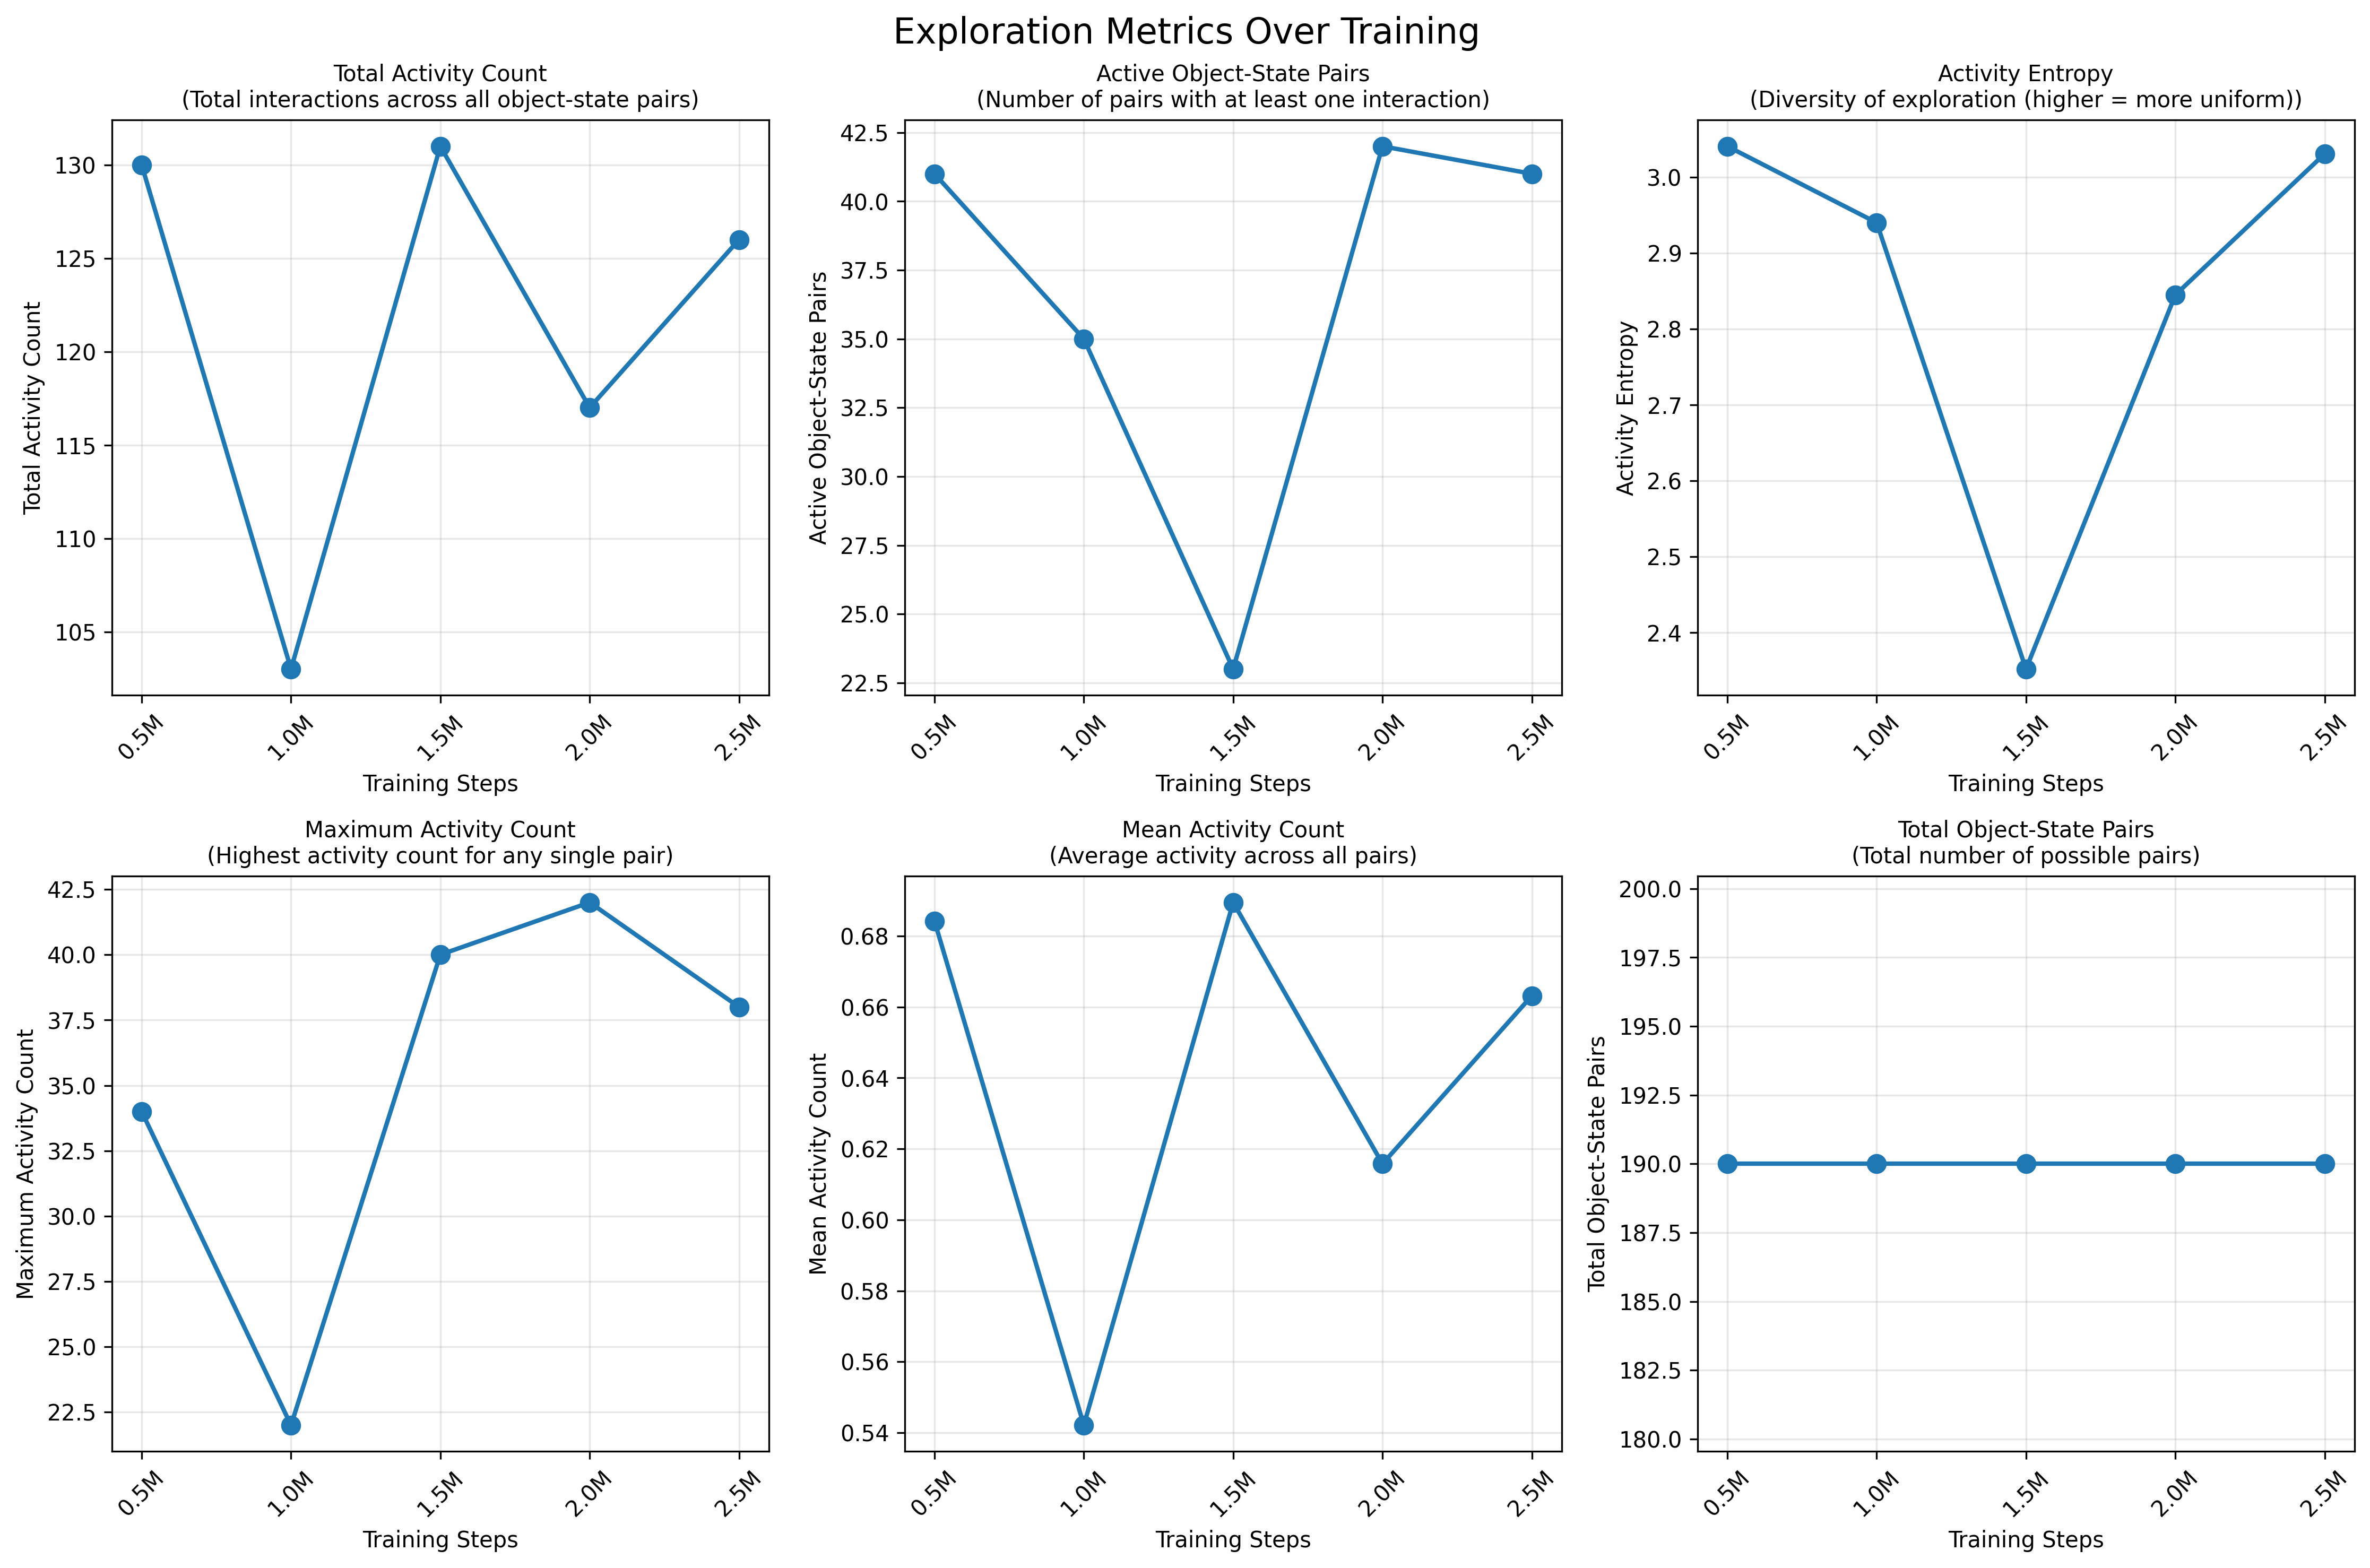 Exploration Metrics Over Training
Total Activity Count
(Total interactions across all object-state pairs)
Total Activity Count
130
125
120
115
110
105
0.5M
1.0M
1.5M
2.0M
2.5M
Training Steps
Active Object-State Pairs
(Number of pairs with at least one interaction)
Active Object-State Pairs
42.5
40.0
37.5
35.0
32.5
30.0
27.5
25.0
22.5
0.5M
1.0M
1.5M
2.0M
2.5M
Training Steps
Activity Entropy
(Diversity of exploration (higher = more uniform))
Activity Entropy
3.0
2.9
2.8
2.7
2.6
2.5
2.4
0.5M
1.0M
1.5M
2.0M
2.5M
Training Steps
Maximum Activity Count
(Highest activity count for any single pair)
Maximum Activity Count
42.5
40.0
37.5
35.0
32.5
30.0
27.5
25.0
22.5
0.5M
1.0M
1.5M
2.0M
2.5M
Training Steps
Mean Activity Count
(Average activity across all pairs)
Mean Activity Count
0.68
0.66
0.64
0.62
0.60
0.58
0.56
0.54
0.5M
1.0M
1.5M
2.0M
2.5M
Training Steps
Total Object-State Pairs
(Total number of possible pairs)
Total Object-State Pairs
200.0
197.5
195.0
192.5
190.0
187.5
185.0
182.5
180.0
0.5M
1.0M
1.5M
2.0M
2.5M
Training Steps